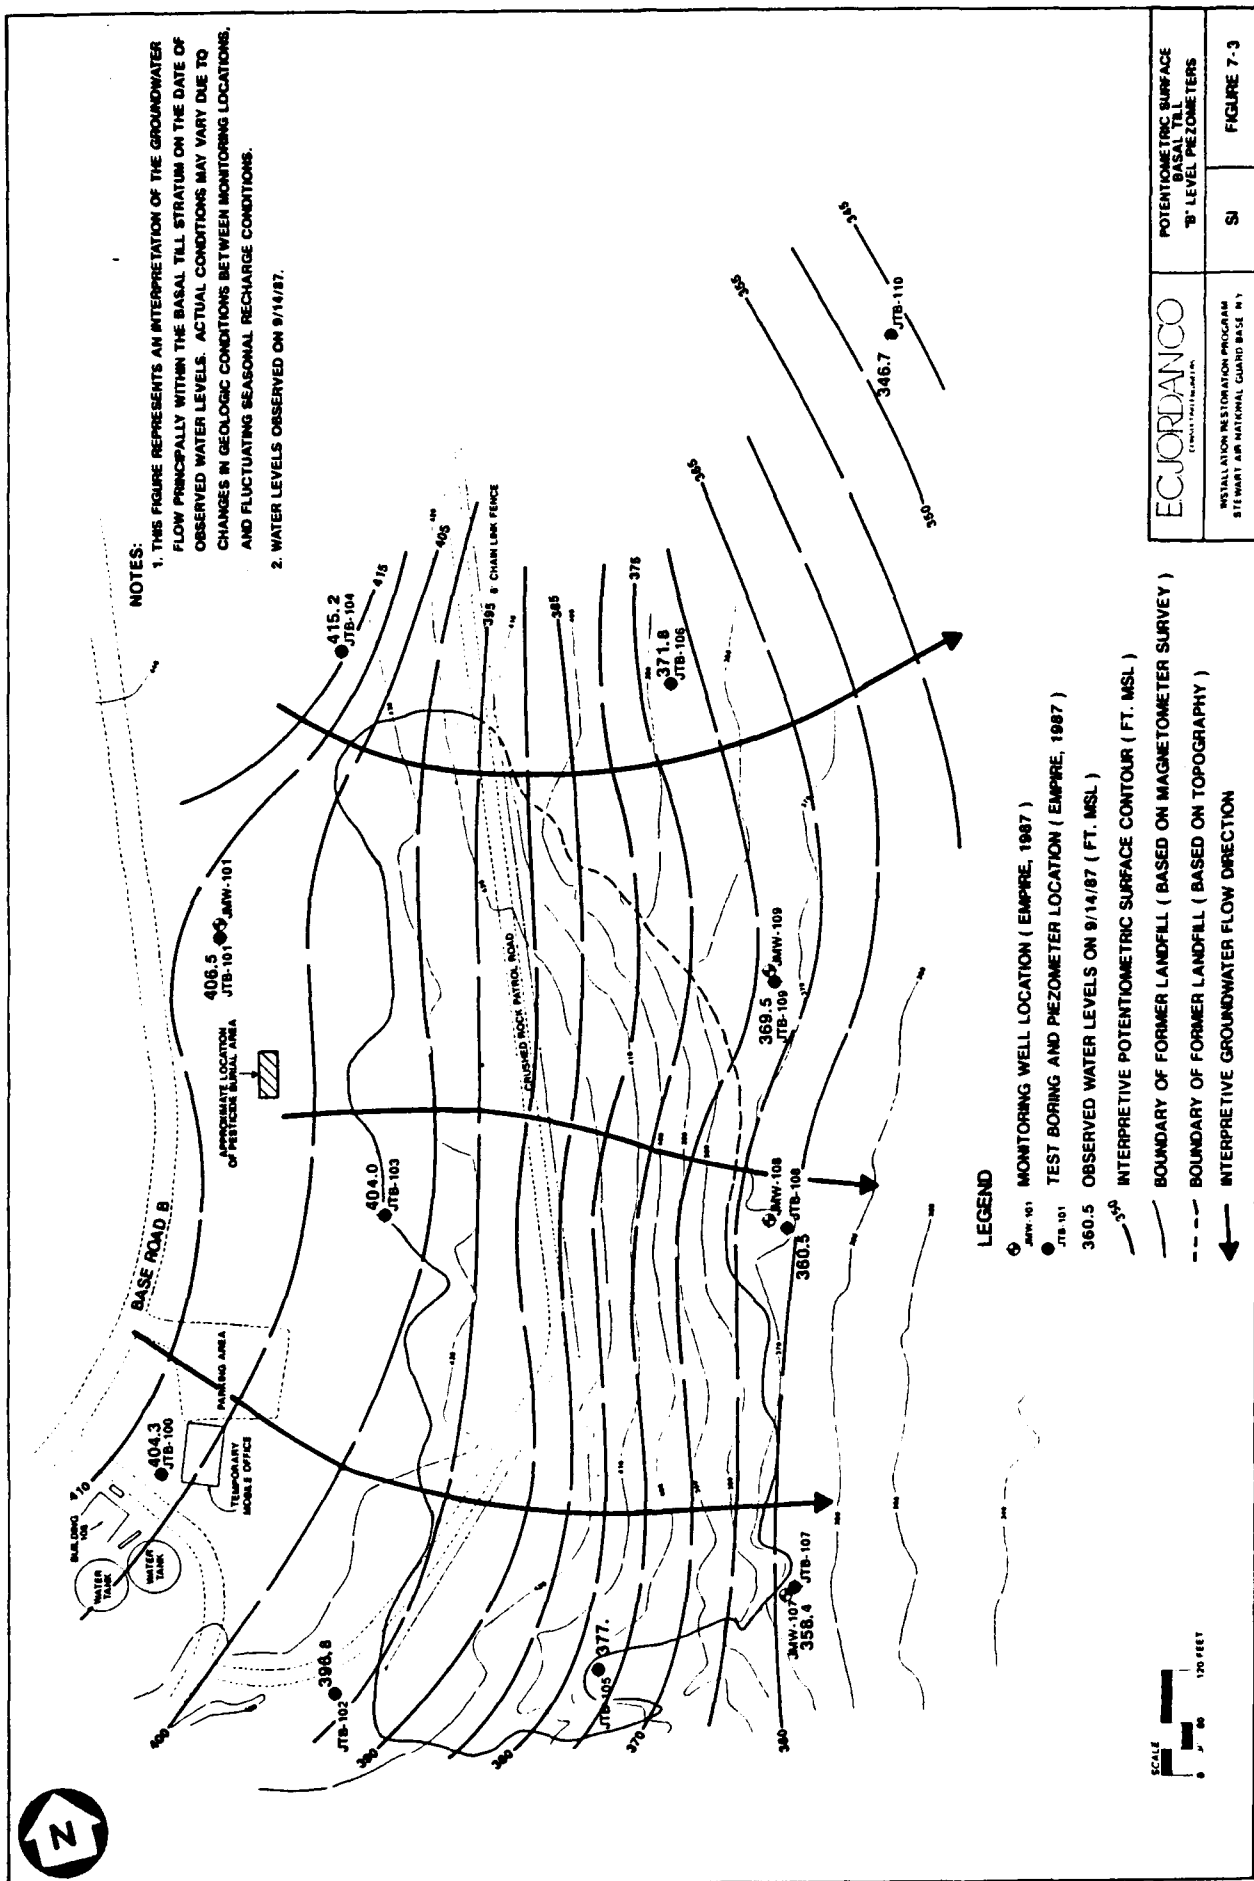 NOTES:
1. THIS FIGURE REPRESENTS AN INTERPRETATION OF THE GROUNDWATER
FLOW PRINCIPALLY WITHIN THE BASAL TILL STRATUM ON THE DATE OF
OBSERVED WATER LEVELS. ACTUAL CONDITIONS MAY VARY DUE TO
CHANGES IN GEOLOGIC CONDITIONS BETWEEN MONITORING LOCATIONS,
AND FLUCTUATING SEASONAL RECHARGE CONDITIONS.
2. WATER LEVELS OBSERVED ON 9/14/87.
N
BASE ROAD B
BUILDING
108
WATER
TANK
WATER
TANK
PARKING AREA
TEMPORARY
MOBILE OFFICE
APPROXIMATE LOCATION
OF PESTICIDE BURIAL AREA
CRUSHED ROCK PATROL ROAD
8' CHAIN LINK FENCE
404.3
JTB-100
406.5
JTB-101
JMW-101
396.8
JTB-102
404.0
JTB-103
415.2
JTB-104
377.
JTB-105
371.8
JTB-106
JMW-107
358.4
JTB-107
JMW-108
JTB-108
360.5
JMW-109
369.5
JTB-109
346.7
JTB-110
410
400
380
370
360
415
405
395
385
375
365
355
345
350
LEGEND
JMW-101 MONITORING WELL LOCATION ( EMPIRE, 1987 )
JTB-101 TEST BORING AND PIEZOMETER LOCATION ( EMPIRE, 1987 )
360.5 OBSERVED WATER LEVELS ON 9/14/87 ( FT. MSL )
350 INTERPRETIVE POTENTIOMETRIC SURFACE CONTOUR ( FT. MSL )
BOUNDARY OF FORMER LANDFILL ( BASED ON MAGNETOMETER SURVEY )
BOUNDARY OF FORMER LANDFILL ( BASED ON TOPOGRAPHY )
INTERPRETIVE GROUNDWATER FLOW DIRECTION
SCALE
0 60 120 FEET
E.C.JORDAN CO
INSTALLATION RESTORATION PROGRAM
STEWART AIR NATIONAL GUARD BASE N Y
POTENTIOMETRIC SURFACE
BASAL TILL
"B" LEVEL PIEZOMETERS
SI
FIGURE 7-3